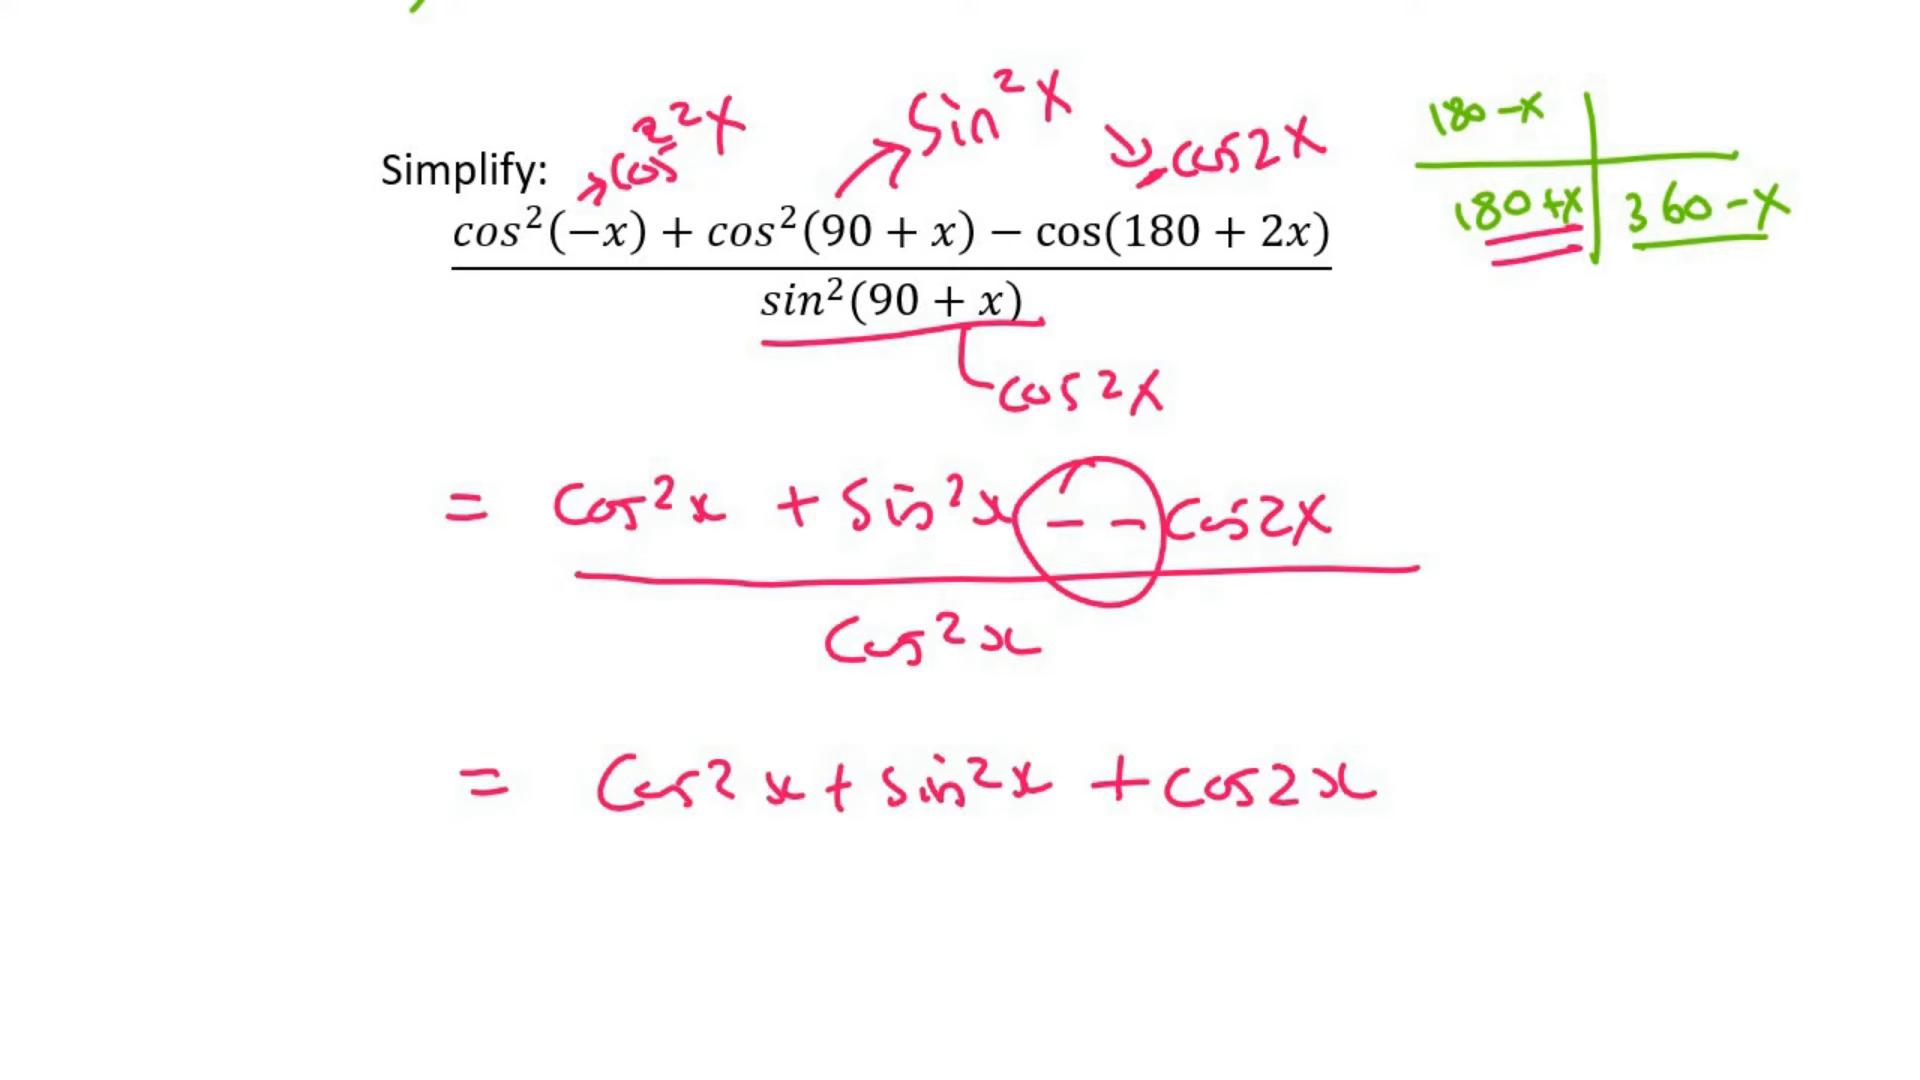 cos²²x
sin²x
-cos2x
180-x
Simplify:
cos²(−x) + cos²(90 + x) − cos(180 + 2x)
180+x
360-x
sin²(90 + x)
cos²x
= cos²x + sin²x - - cos2x
cos²x
= cos²x + sin²x + cos2x